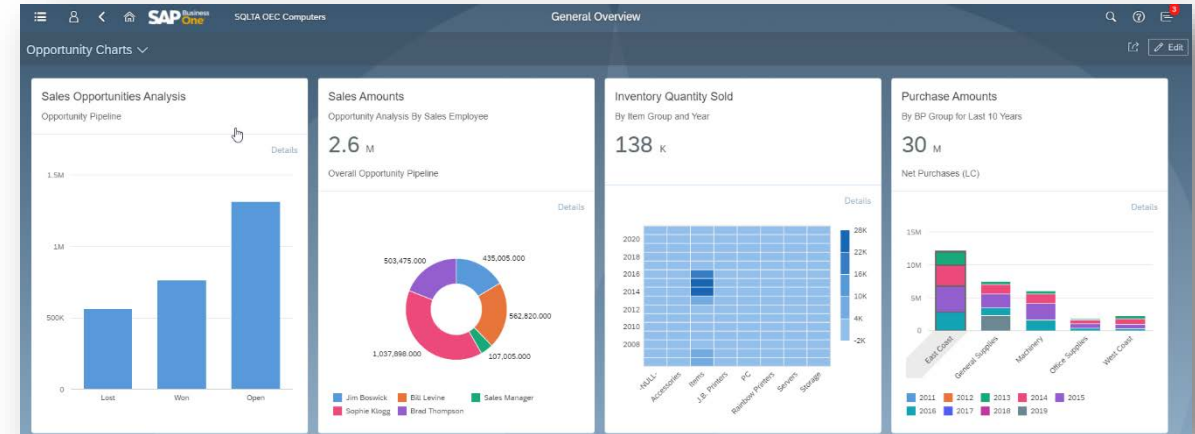 SAP Business One
SQLTA OEC Computers
General Overview
3
Opportunity Charts
Edit
Sales Opportunities Analysis
Opportunity Pipeline
Details
1.5M
1M
500K
0
Lost
Won
Open
Sales Amounts
Opportunity Analysis By Sales Employee
2.6 M
Overall Opportunity Pipeline
Details
503,475.000
435,005.000
562,820.000
1,037,898.000
107,005.000
Jim Boswick
Bill Levine
Sales Manager
Sophie Klogg
Brad Thompson
Inventory Quantity Sold
By Item Group and Year
138 K
Details
2020
2018
2016
2014
2012
2010
2008
28K
22K
16K
10K
4K
-2K
-NULL-
Accessories
Items
J.B. Printers
PC
Rainbow Printers
Servers
Storage
Purchase Amounts
By BP Group for Last 10 Years
30 M
Net Purchases (LC)
Details
15M
10M
5M
0
East Coast
General Supplies
Machinery
Office Supplies
West Coast
2011
2012
2013
2014
2015
2016
2017
2018
2019